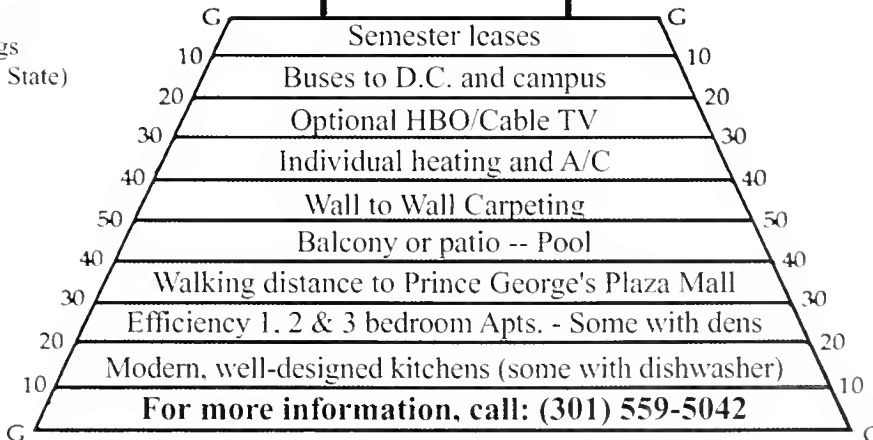 G G
Semester leases
gs
10 10
State)
Buses to D.C. and campus
20 20
Optional HBO/Cable TV
30 30
Individual heating and A/C
40 40
Wall to Wall Carpeting
50 50
Balcony or patio -- Pool
40 40
Walking distance to Prince George's Plaza Mall
30 30
Efficiency 1, 2 & 3 bedroom Apts. - Some with dens
20 20
Modern, well-designed kitchens (some with dishwasher)
10 10
For more information, call: (301) 559-5042
G G